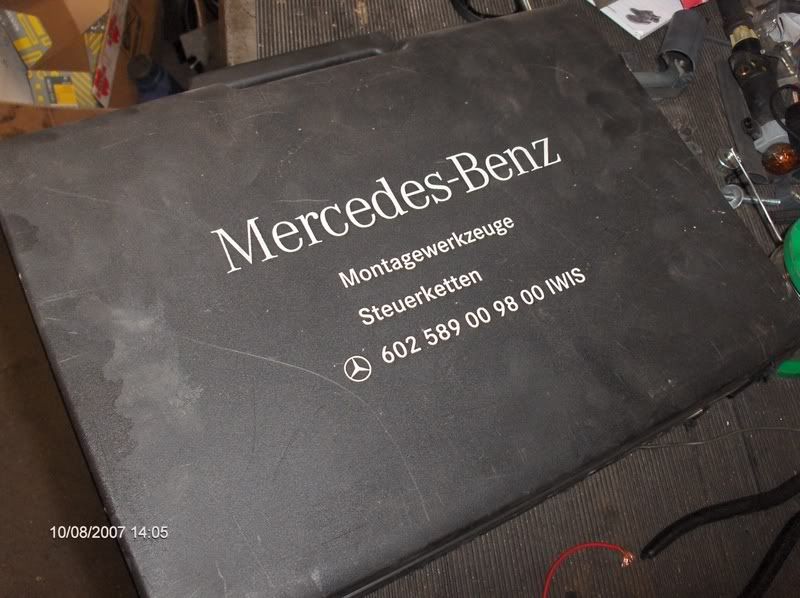 Mercedes-Benz
Montagewerkzeuge
Steuerketten
602 589 00 98 00 IWIS
10/08/2007 14:05